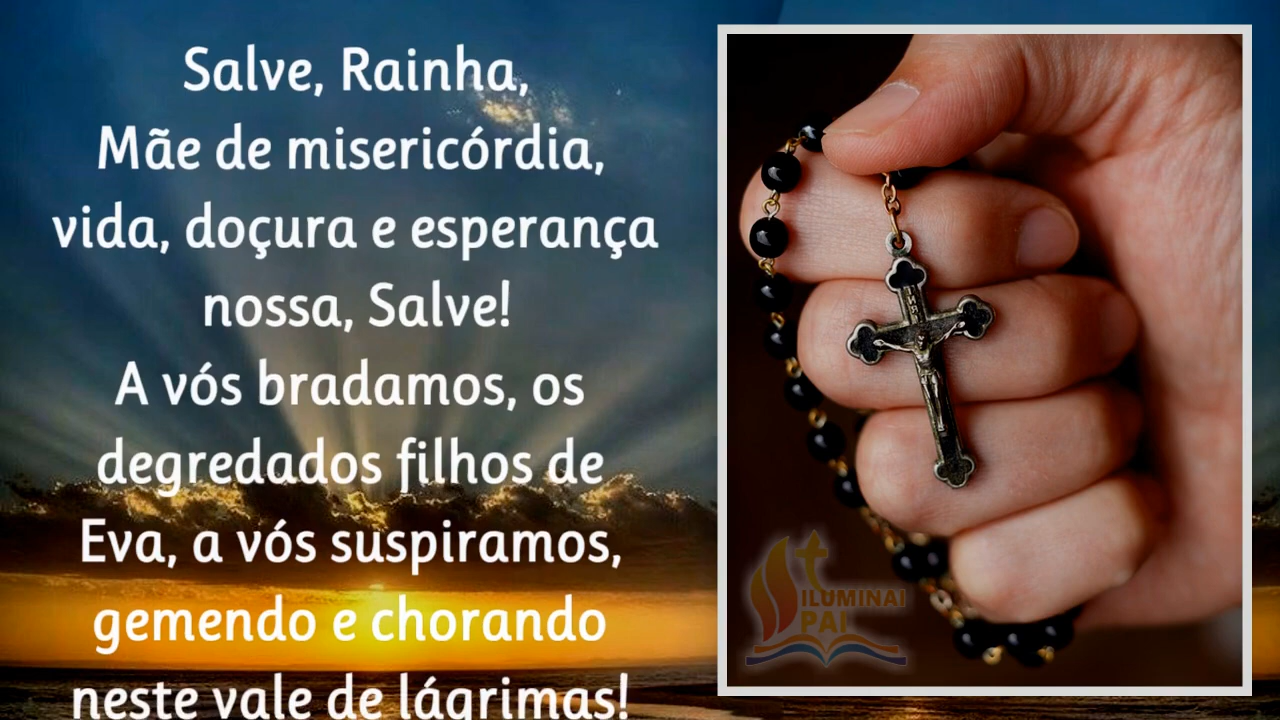 Salve, Rainha,
Mãe de misericórdia,
vida, doçura e esperança
nossa, Salve!
A vós bradamos, os
degredados filhos de
Eva, a vós suspiramos,
gemendo e chorando
neste vale de lágrimas!
ILUMINAI
PAI